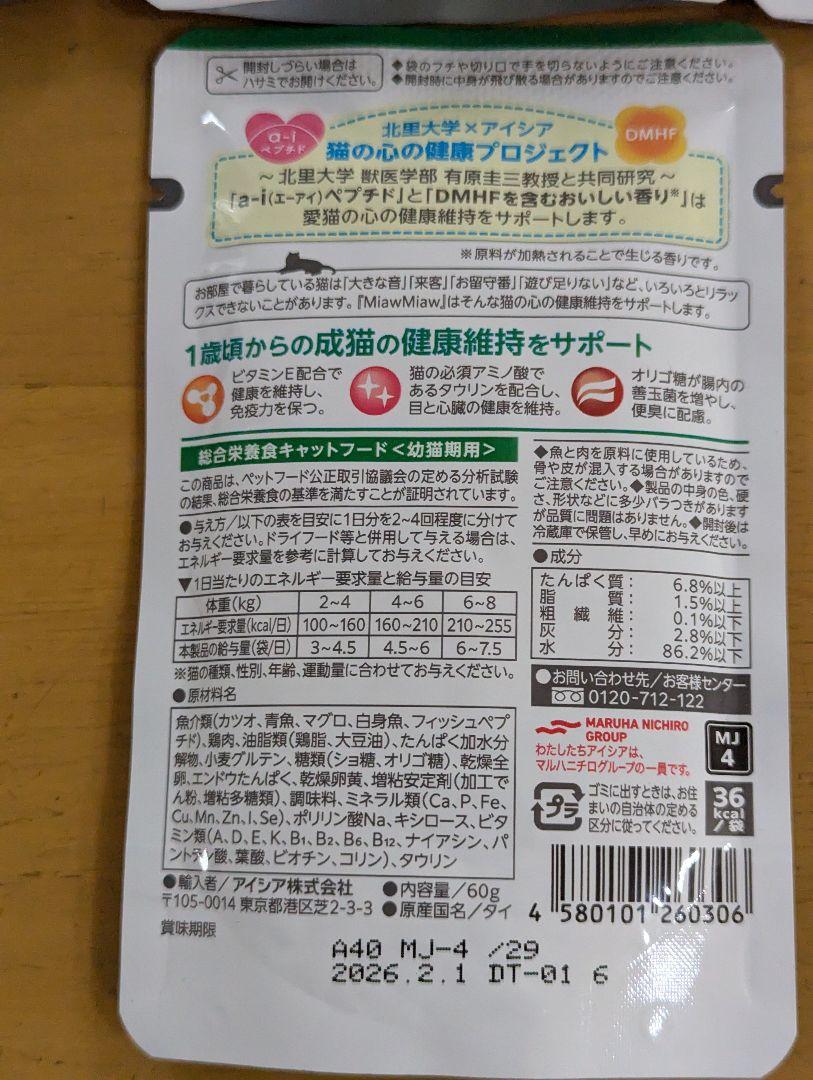 開封しづらい場合は
ハサミでお開けください。
◆袋のフチや切り口で手を切らないようにご注意ください。
◆開封時に中身が飛び散る場合がありますのでご注意ください。
a-i
ペプチド
北里大学×アイシア
猫の心の健康プロジェクト
DMHF
～北里大学 獣医学部 有原圭三教授と共同研究～
「a-i(エーアイ)ペプチド」と「DMHFを含むおいしい香り※」は
愛猫の心の健康維持をサポートします。
※原料が加熱されることで生じる香りです。
お部屋で暮らしている猫は「大きな音」「来客」「お留守番」「遊び足りない」など、いろいろとリラッ
クスできないことがあります。『MiawMiaw』はそんな猫の心の健康維持をサポートします。
1歳頃からの成猫の健康維持をサポート
ビタミンE配合で
健康を維持し、
免疫力を保つ。
猫の必須アミノ酸で
あるタウリンを配合し、
目と心臓の健康を維持。
オリゴ糖が腸内の
善玉菌を増やし、
便臭に配慮。
総合栄養食キャットフード＜幼猫期用＞
この商品は、ペットフード公正取引協議会の定める分析試験
の結果、総合栄養食の基準を満たすことが証明されています。
●与え方／以下の表を目安に1日分を2~4回程度に分けて
お与えください。ドライフード等と併用して与える場合は、
エネルギー要求量を参考に計算してお与えください。
▼1日当たりのエネルギー要求量と給与量の目安
体重(kg) 2~4 4~6 6~8
エネルギー要求量(kcal/日) 100~160 160~210 210~255
本製品の給与量(袋/日) 3~4.5 4.5~6 6~7.5
※猫の種類、性別、年齢、運動量に合わせてお与えください。
●原材料名
魚介類(カツオ、青魚、マグロ、白身魚、フィッシュペプ
チド)、鶏肉、油脂類(鶏脂、大豆油)、たんぱく加水分
解物、小麦グルテン、糖類(ショ糖、オリゴ糖)、乾燥全
卵、エンドウたんぱく、乾燥卵黄、増粘安定剤(加工で
ん粉、増粘多糖類)、調味料、ミネラル類(Ca、P、Fe、
Cu、Mn、Zn、I、Se)、ポリリン酸Na、キシロース、ビタ
ミン類(A、D、E、K、B₁、B₂、B₆、B₁₂、ナイアシン、パ
ントテン酸、葉酸、ビオチン、コリン)、タウリン
●輸入者／アイシア株式会社
〒105-0014 東京都港区芝2-3-3
●内容量／60g
●原産国名／タイ
賞味期限
◆魚と肉を原料に使用しているため、
骨や皮が混入する場合がありますので
ご注意ください。◆製品の中身の色、硬
さ、形状などに多少バラつきがあります
が品質に問題はありません。◆開封後は
冷蔵庫で保管し、早めにお与えください。
●成分
たんぱく質： 6.8%以上
脂質： 1.5%以上
粗繊維： 0.1%以下
灰分： 2.8%以下
水分： 86.2%以下
●お問い合わせ先／お客様センター
0120-712-122
MARUHA NICHIRO
GROUP
わたしたちアイシアは、
マルハニチログループの一員です。
MJ
4
プラ
ゴミに出すときは、お住
まいの自治体の定める
区分に従ってください。
36
kcal
/袋
4 580101 260306
A40 MJ-4 /29
2026.2.1 DT-01 6